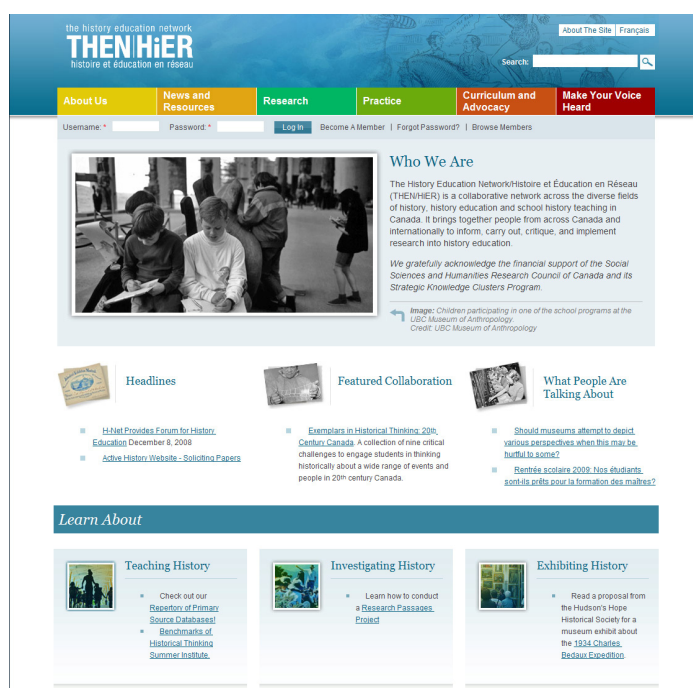 the history education network
THEN|HiER
histoire et éducation en réseau
About The Site | Français
Search:
About Us
News and
Resources
Research
Practice
Curriculum and
Advocacy
Make Your Voice
Heard
Username: * Password: * Log In Become A Member | Forgot Password? | Browse Members
Who We Are
The History Education Network/Histoire et Éducation en Réseau
(THEN/HiER) is a collaborative network across the diverse fields
of history, history education and school history teaching in
Canada. It brings together people from across Canada and
internationally to inform, carry out, critique, and implement
research into history education.
We gratefully acknowledge the financial support of the Social
Sciences and Humanities Research Council of Canada and its
Strategic Knowledge Clusters Program.
Image: Children participating in one of the school programs at the
UBC Museum of Anthropology.
Credit: UBC Museum of Anthropology
Headlines
H-Net Provides Forum for History
Education December 8, 2008
Active History Website - Soliciting Papers
Featured Collaboration
Exemplars in Historical Thinking: 20th
Century Canada. A collection of nine critical
challenges to engage students in thinking
historically about a wide range of events and
people in 20th century Canada.
What People Are
Talking About
Should museums attempt to depict
various perspectives when this may be
hurtful to some?
Rentrée scolaire 2009: Nos étudiants
sont-ils prêts pour la formation des maîtres?
Learn About
Teaching History
Check out our
Repertory of Primary
Source Databases!
Benchmarks of
Historical Thinking
Summer Institute.
Investigating History
Learn how to conduct
a Research Passages
Project
Exhibiting History
Read a proposal from
the Hudson's Hope
Historical Society for a
museum exhibit about
the 1934 Charles
Bedaux Expedition.